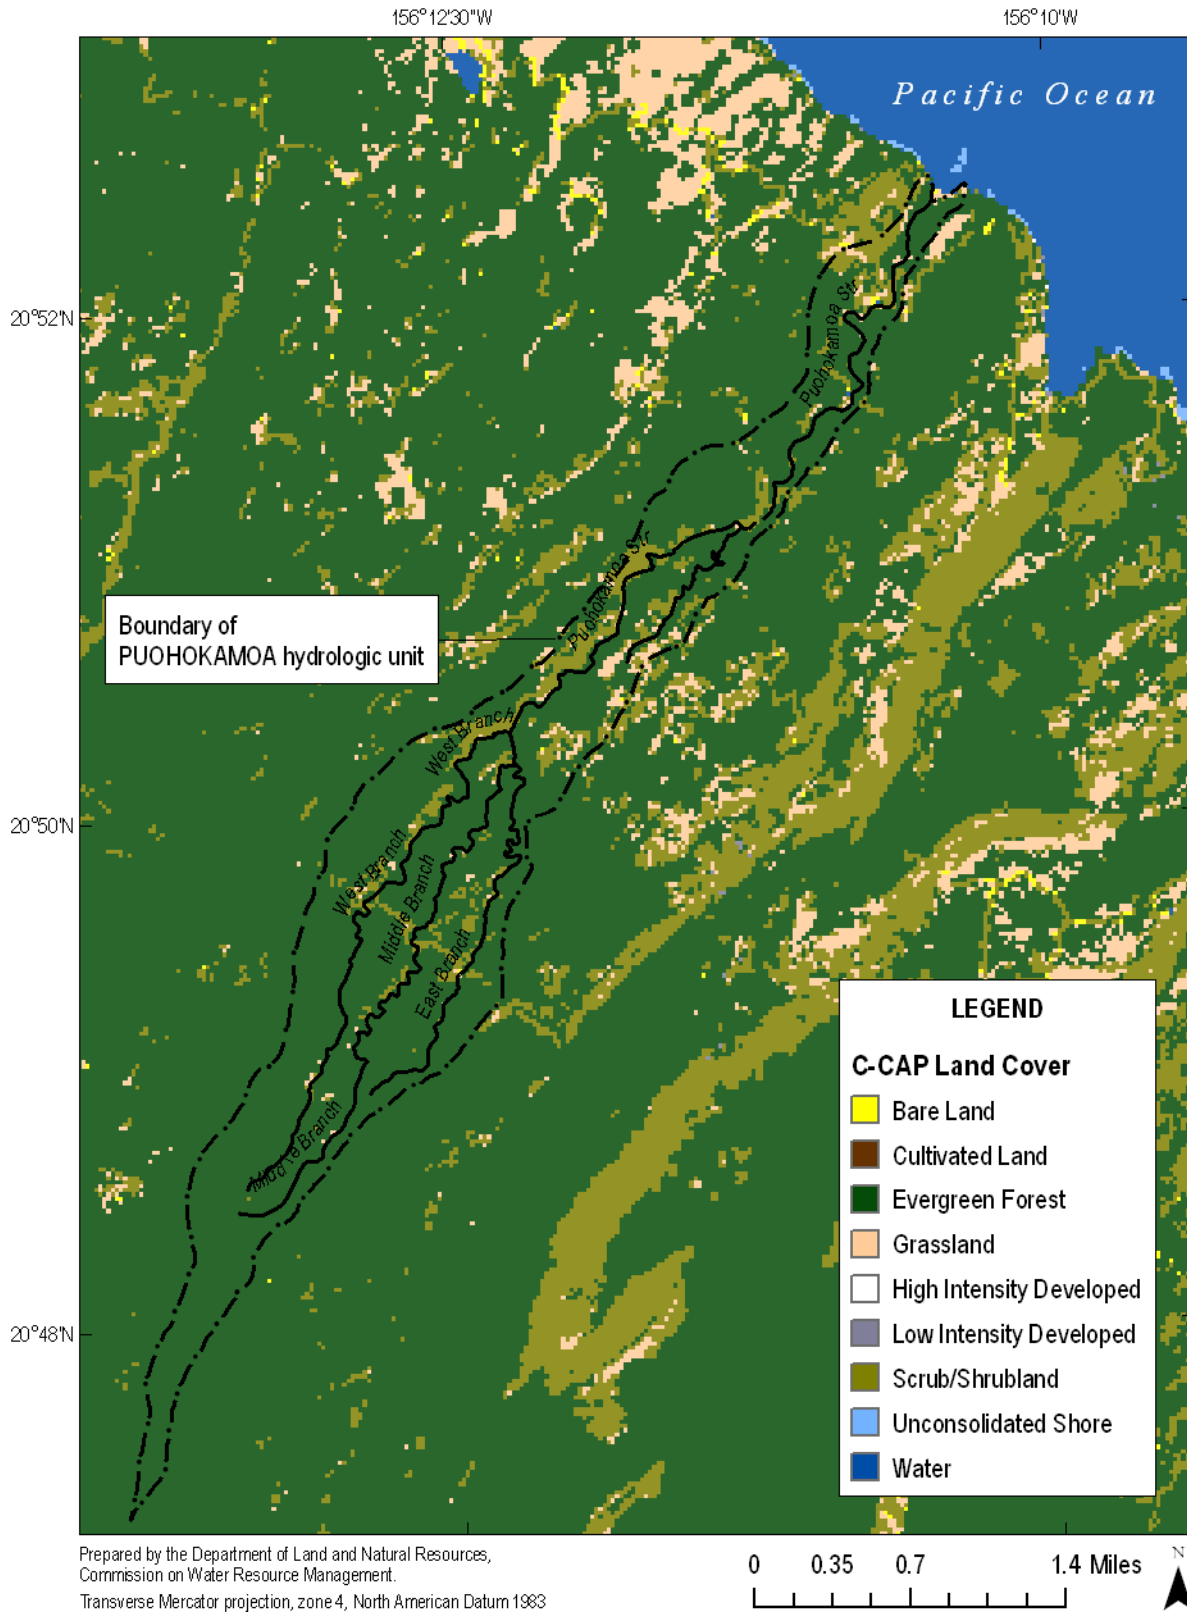 156°12'30"W
156°10'W
Pacific Ocean
20°52'N
Puohokamoa Str
Puohokamoa Str
Boundary of
PUOHOKAMOA hydrologic unit
West Branch
20°50'N
West Branch
Middle Branch
East Branch
Middle Branch
20°48'N
LEGEND
C-CAP Land Cover
Bare Land
Cultivated Land
Evergreen Forest
Grassland
High Intensity Developed
Low Intensity Developed
Scrub/Shrubland
Unconsolidated Shore
Water
Prepared by the Department of Land and Natural Resources,
Commission on Water Resource Management.
Transverse Mercator projection, zone 4, North American Datum 1983
0 0.35 0.7 1.4 Miles
N